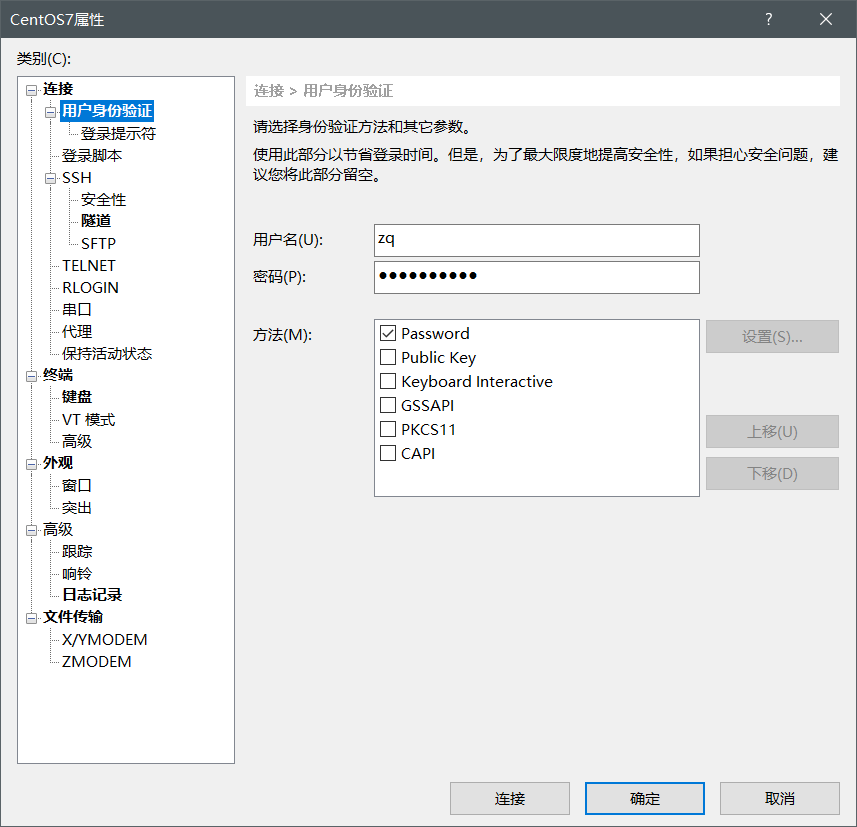 CentOS7属性
类别(C):
连接
用户身份验证
登录提示符
登录脚本
SSH
安全性
隧道
SFTP
TELNET
RLOGIN
串口
代理
保持活动状态
终端
键盘
VT 模式
高级
外观
窗口
突出
高级
跟踪
响铃
日志记录
文件传输
X/YMODEM
ZMODEM
连接 > 用户身份验证
请选择身份验证方法和其它参数。
使用此部分以节省登录时间。但是，为了最大限度地提高安全性，如果担心安全问题，建
议您将此部分留空。
用户名(U):
zq
密码(P):
●●●●●●●●●●
方法(M):
Password
Public Key
Keyboard Interactive
GSSAPI
PKCS11
CAPI
设置(S)...
上移(U)
下移(D)
连接
确定
取消